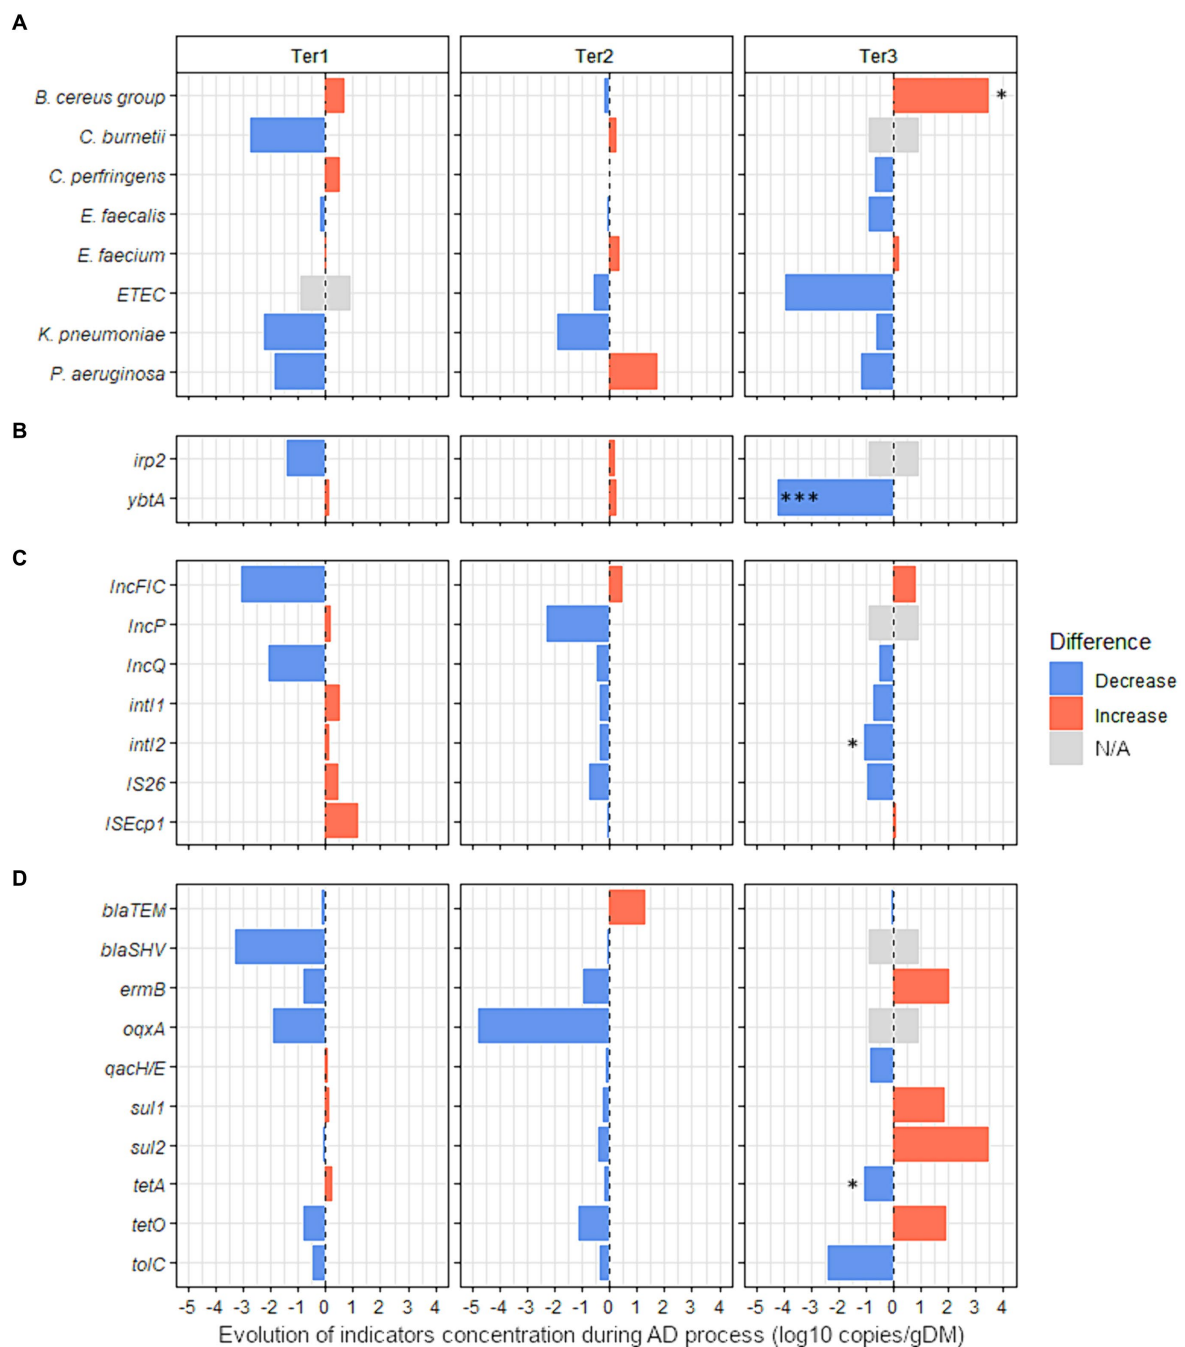 A
Ter1 Ter2 Ter3
B. cereus group *
C. burnetii
C. perfringens
E. faecalis
E. faecium
ETEC
K. pneumoniae
P. aeruginosa
B
irp2
ybtA ***
C
IncFIC
IncP
IncQ
intI1
intI2 *
IS26
ISEcp1
Difference
Decrease
Increase
N/A
D
blaTEM
blaSHV
ermB
oqxA
qacH/E
sul1
sul2
tetA *
tetO
tolC
-5 -4 -3 -2 -1 0 1 2 3 4 -5 -4 -3 -2 -1 0 1 2 3 4 -5 -4 -3 -2 -1 0 1 2 3 4
Evolution of indicators concentration during AD process (log10 copies/gDM)